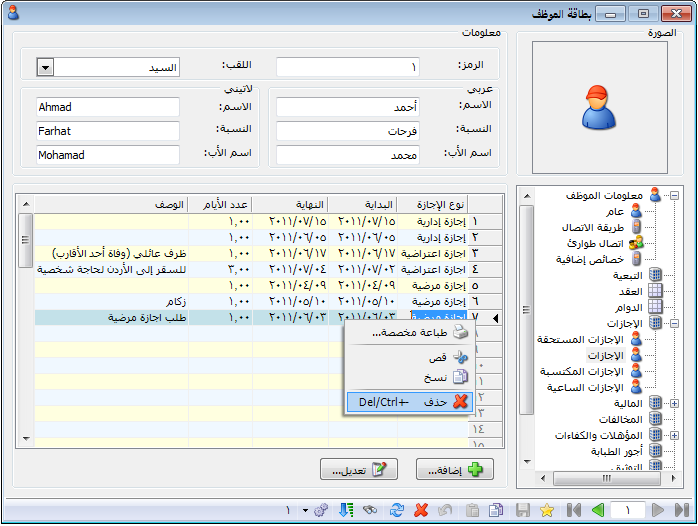 بطاقة الموظف
الصورة
معلومات
الرمز: ١ اللقب: السيد
عربي
الاسم: أحمد
النسبة: فرحات
اسم الأب: محمد
لاتيني
الاسم: Ahmad
النسبة: Farhat
اسم الأب: Mohamad
معلومات الموظف
عام
طريقة الاتصال
اتصال طوارئ
خصائص إضافية
التبعية
العقد
الدوام
الإجازات
الإجازات المستحقة
الإجازات
الإجازات المكتسبة
الإجازات الساعية
المالية
المخالفات
المؤهلات والكفاءات
أجور الطبابة
التوثيق
نوع الإجازة البداية النهاية عدد الأيام الوصف
١ إجازة إدارية ٢٠١١/٠٧/١٥ ٢٠١١/٠٧/١٥ ١,٠٠
٢ إجازة إدارية ٢٠١١/٠٦/٠٥ ٢٠١١/٠٦/٠٥ ١,٠٠
٣ اجازة اعتراضية ٢٠١١/٠٦/١٧ ٢٠١١/٠٦/١٧ ١,٠٠ ظرف عائلي (وفاة أحد الأقارب)
٤ اجازة اعتراضية ٢٠١١/٠٧/٠٢ ٢٠١١/٠٧/٠٤ ٣,٠٠ للسفر إلى الأردن لحاجة شخصية
٥ إجازة مرضية ٢٠١١/٠٤/٠٩ ٢٠١١/٠٤/٠٩ ١,٠٠
٦ إجازة مرضية ٢٠١١/٠٥/١٠ ٢٠١١/٠٥/١٠ ١,٠٠ زكام
٧ إجازة مرضية ٢٠١١/٠٦/٠٣ ٢٠١١/٠٦/٠٣ ١,٠٠ طلب اجازة مرضية
١٤
١٥
طباعة مخصصة...
قص
نسخ
حذف Del/Ctrl+-
إضافة...
تعديل...
١
١